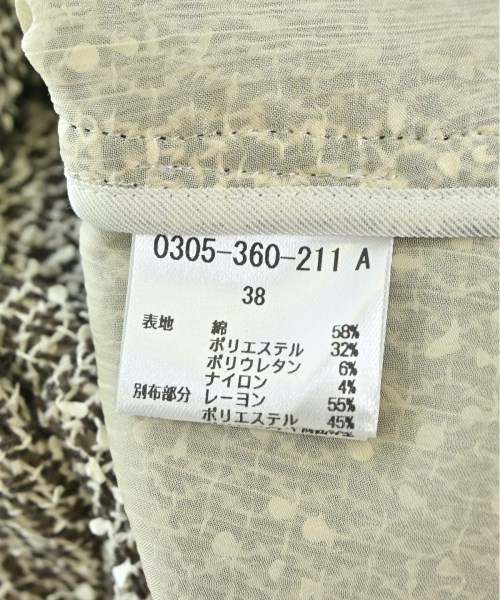 0305-360-211 A
38
表地 綿 58%
ポリエステル 32%
ポリウレタン 6%
ナイロン 4%
別布部分 レーヨン 55%
ポリエステル 45%